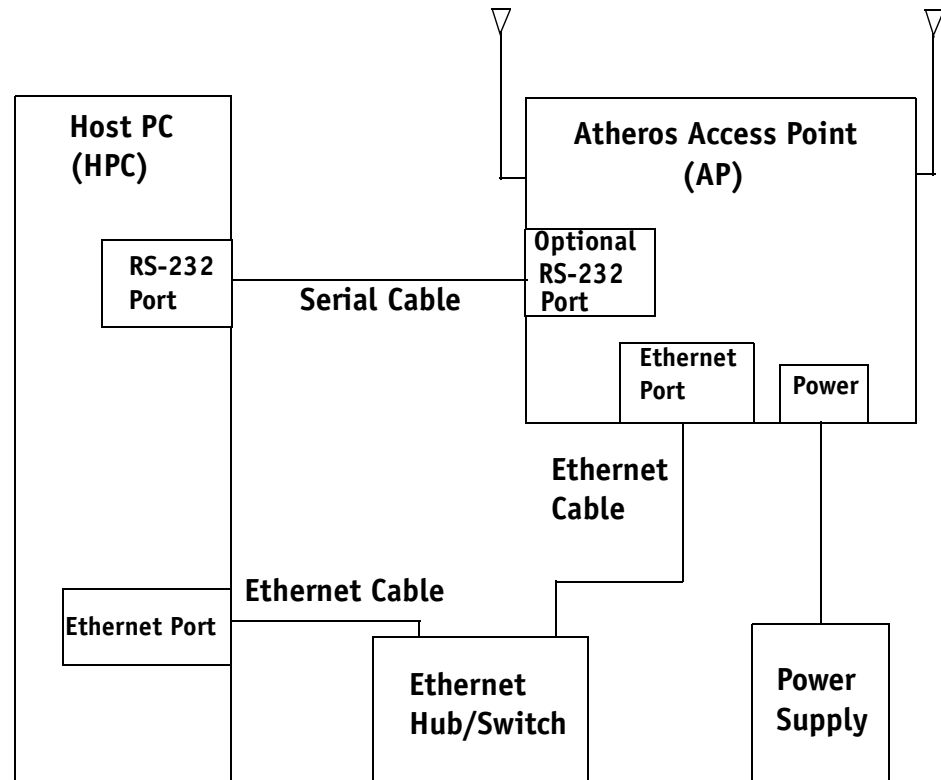 Host PC
(HPC)
Atheros Access Point
(AP)
RS-232
Port
Serial Cable
Optional
RS-232
Port
Ethernet
Port
Power
Ethernet
Cable
Ethernet Cable
Ethernet Port
Ethernet
Hub/Switch
Power
Supply